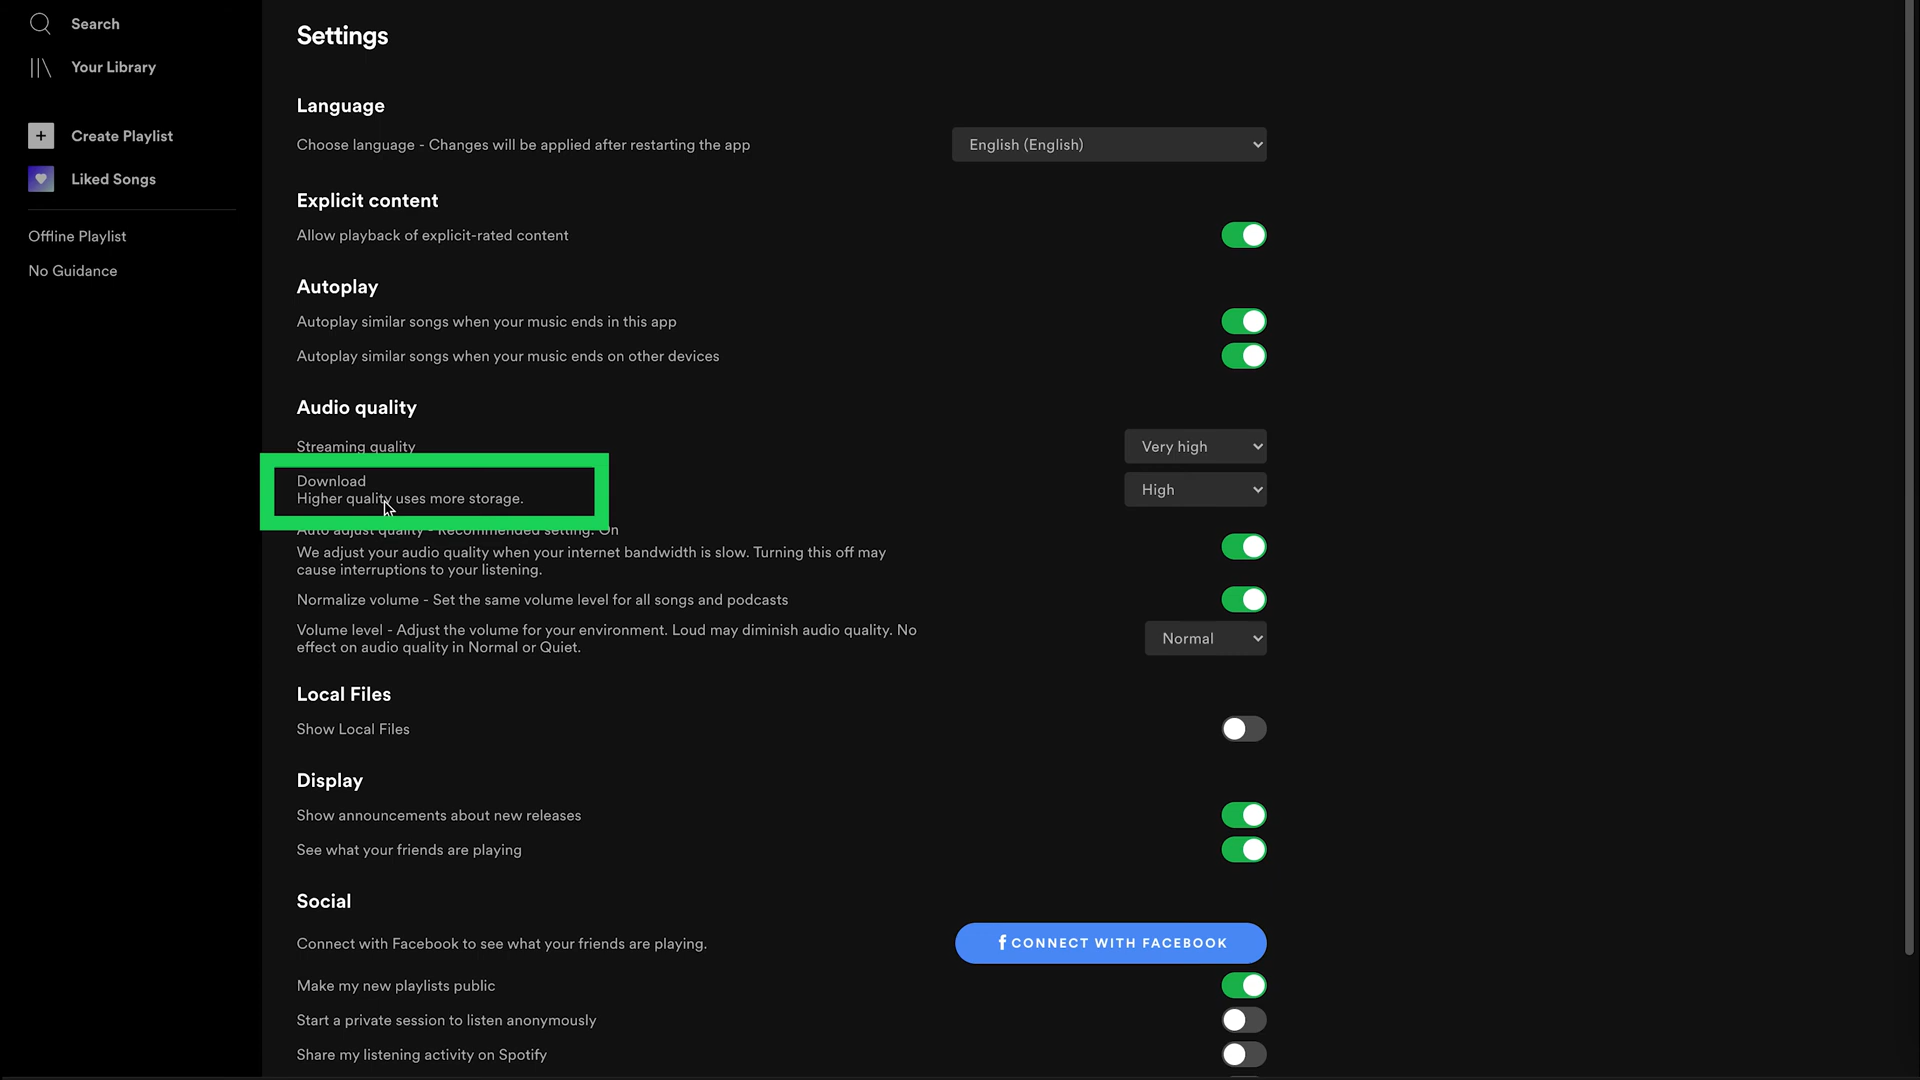 Search
Your Library
Create Playlist
Liked Songs
Offline Playlist
No Guidance
Settings
Language
Choose language - Changes will be applied after restarting the app
English (English)
Explicit content
Allow playback of explicit-rated content
Autoplay
Autoplay similar songs when your music ends in this app
Autoplay similar songs when your music ends on other devices
Audio quality
Streaming quality
Very high
Download
Higher quality uses more storage.
High
Auto adjust quality - Recommended setting: On
We adjust your audio quality when your internet bandwidth is slow. Turning this off may
cause interruptions to your listening.
Normalize volume - Set the same volume level for all songs and podcasts
Volume level - Adjust the volume for your environment. Loud may diminish audio quality. No
effect on audio quality in Normal or Quiet.
Normal
Local Files
Show Local Files
Display
Show announcements about new releases
See what your friends are playing
Social
Connect with Facebook to see what your friends are playing.
CONNECT WITH FACEBOOK
Make my new playlists public
Start a private session to listen anonymously
Share my listening activity on Spotify